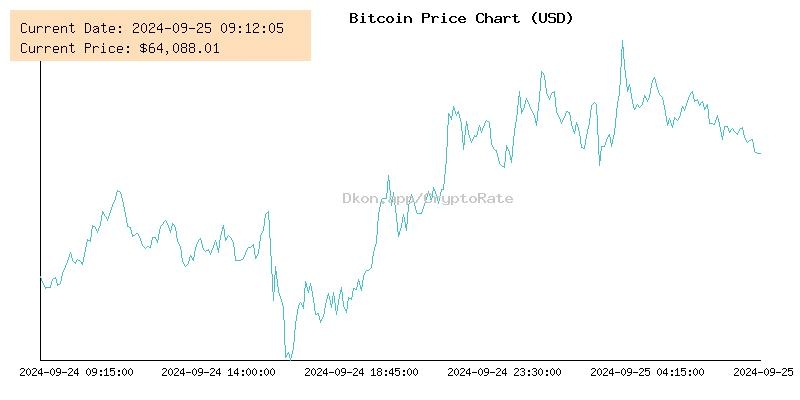 Bitcoin Price Chart (USD)
Current Date: 2024-09-25 09:12:05
Current Price: $64,088.01
Dkon.app/CryptoRate
2024-09-24 09:15:00 2024-09-24 14:00:00 2024-09-24 18:45:00 2024-09-24 23:30:00 2024-09-25 04:15:00 2024-09-25